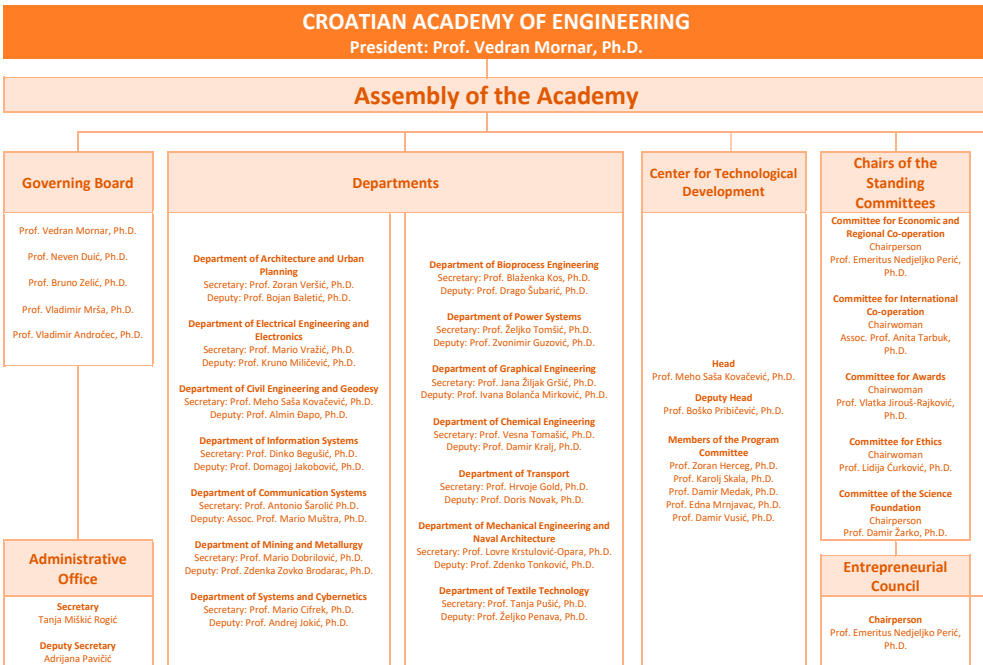 CROATIAN ACADEMY OF ENGINEERING
President: Prof. Vedran Mornar, Ph.D.
Assembly of the Academy
Governing Board
Prof. Vedran Mornar, Ph.D.
Prof. Neven Duić, Ph.D.
Prof. Bruno Zelić, Ph.D.
Prof. Vladimir Mrša, Ph.D.
Prof. Vladimir Andročec, Ph.D.
Administrative
Office
Secretary
Tanja Miškić Rogić
Deputy Secretary
Adrijana Pavičić
Departments
Department of Architecture and Urban
Planning
Secretary: Prof. Zoran Veršić, Ph.D.
Deputy: Prof. Bojan Baletić, Ph.D.
Department of Electrical Engineering and
Electronics
Secretary: Prof. Mario Vražić, Ph.D.
Deputy: Prof. Kruno Miličević, Ph.D.
Department of Civil Engineering and Geodesy
Secretary: Prof. Meho Saša Kovačević, Ph.D.
Deputy: Prof. Almin Đapo, Ph.D.
Department of Information Systems
Secretary: Prof. Dinko Begušić, Ph.D.
Deputy: Prof. Domagoj Jakobović, Ph.D.
Department of Communication Systems
Secretary: Prof. Antonio Šarolić Ph.D.
Deputy: Assoc. Prof. Mario Muštra, Ph.D.
Department of Mining and Metallurgy
Secretary: Prof. Mario Dobrilović, Ph.D.
Deputy: Prof. Zdenka Zovko Brodarac, Ph.D.
Department of Systems and Cybernetics
Secretary: Prof. Mario Cifrek, Ph.D.
Deputy: Prof. Andrej Jokić, Ph.D.
Department of Bioprocess Engineering
Secretary: Prof. Blaženka Kos, Ph.D.
Deputy: Prof. Drago Šubarić, Ph.D.
Department of Power Systems
Secretary: Prof. Željko Tomšić, Ph.D.
Deputy: Prof. Zvonimir Guzović, Ph.D.
Department of Graphical Engineering
Secretary: Prof. Jana Žiljak Gršić, Ph.D.
Deputy: Prof. Ivana Bolanča Mirković, Ph.D.
Department of Chemical Engineering
Secretary: Prof. Vesna Tomašić, Ph.D.
Deputy: Prof. Damir Kralj, Ph.D.
Department of Transport
Secretary: Prof. Hrvoje Gold, Ph.D.
Deputy: Prof. Doris Novak, Ph.D.
Department of Mechanical Engineering and
Naval Architecture
Secretary: Prof. Lovre Krstulović-Opara, Ph.D.
Deputy: Prof. Zdenko Tonković, Ph.D.
Department of Textile Technology
Secretary: Prof. Tanja Pušić, Ph.D.
Deputy: Prof. Željko Penava, Ph.D.
Center for Technological
Development
Head
Prof. Meho Saša Kovačević, Ph.D.
Deputy Head
Prof. Boško Pribičević, Ph.D.
Members of the Program
Committee
Prof. Zoran Herceg, Ph.D.
Prof. Karolj Skala, Ph.D.
Prof. Damir Medak, Ph.D.
Prof. Edna Mrnjavac, Ph.D.
Prof. Damir Vusić, Ph.D.
Chairs of the
Standing
Committees
Committee for Economic and
Regional Co-operation
Chairperson
Prof. Emeritus Nedjeljko Perić,
Ph.D.
Committee for International
Co-operation
Chairwoman
Assoc. Prof. Anita Tarbuk,
Ph.D.
Committee for Awards
Chairwoman
Prof. Vlatka Jirouš-Rajković,
Ph.D.
Committee for Ethics
Chairwoman
Prof. Lidija Ćurković, Ph.D.
Committee of the Science
Foundation
Chairperson
Prof. Damir Žarko, Ph.D.
Entrepreneurial
Council
Chairperson
Prof. Emeritus Nedjeljko Perić,
Ph.D.